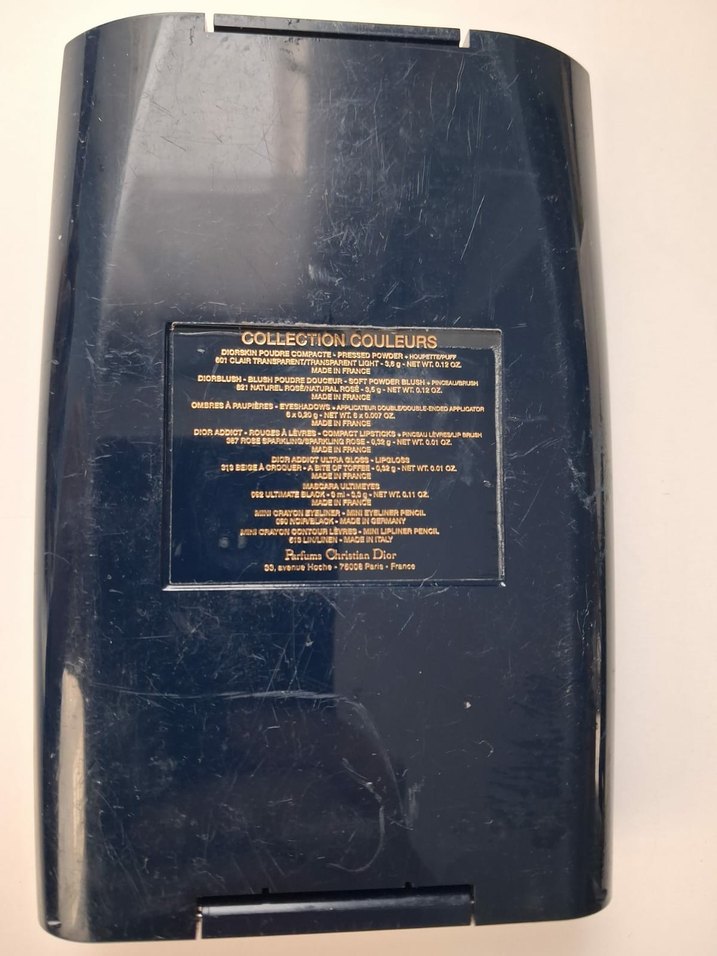 COLLECTION COULEURS
DIORSKIN POUDRE COMPACTE - PRESSED POWDER + HOUPETTE/PUFF
601 CLAIR TRANSPARENT/TRANSPARENT LIGHT - 3,5 g - NET WT. 0.12 OZ.
MADE IN FRANCE
DIORBLUSH - BLUSH POUDRE DOUCEUR - SOFT POWDER BLUSH + PINCEAU/BRUSH
821 NATUREL ROSÉ/NATURAL ROSÉ - 3,5 g - NET WT. 0.12 OZ.
MADE IN FRANCE
OMBRES À PAUPIÈRES - EYESHADOWS + APPLICATEUR DOUBLE/DOUBLE-ENDED APPLICATOR
6 x 0,20 g - NET WT. 6 x 0.007 OZ.
MADE IN FRANCE
DIOR ADDICT - ROUGES À LÈVRES - COMPACT LIPSTICKS + PINCEAU LÈVRES/LIP BRUSH
387 ROSE SPARKLING/SPARKLING ROSE - 0,32 g - NET WT. 0.01 OZ.
MADE IN FRANCE
DIOR ADDICT ULTRA GLOSS - LIPGLOSS
313 BEIGE À CROQUER - A BITE OF TOFFEE - 0,32 g - NET WT. 0.01 OZ.
MADE IN FRANCE
MASCARA ULTIMEYES
092 ULTIMATE BLACK - NET WT. 0.11 OZ.
MADE IN FRANCE
MINI CRAYON EYELINER - MINI EYELINER PENCIL
090 NOIR/BLACK - MADE IN GERMANY
MINI CRAYON CONTOUR LÈVRES - MINI LIPLINER PENCIL
613 LIN/LINEN - MADE IN ITALY
Parfums Christian Dior
33, avenue Hoche - 75008 Paris - France